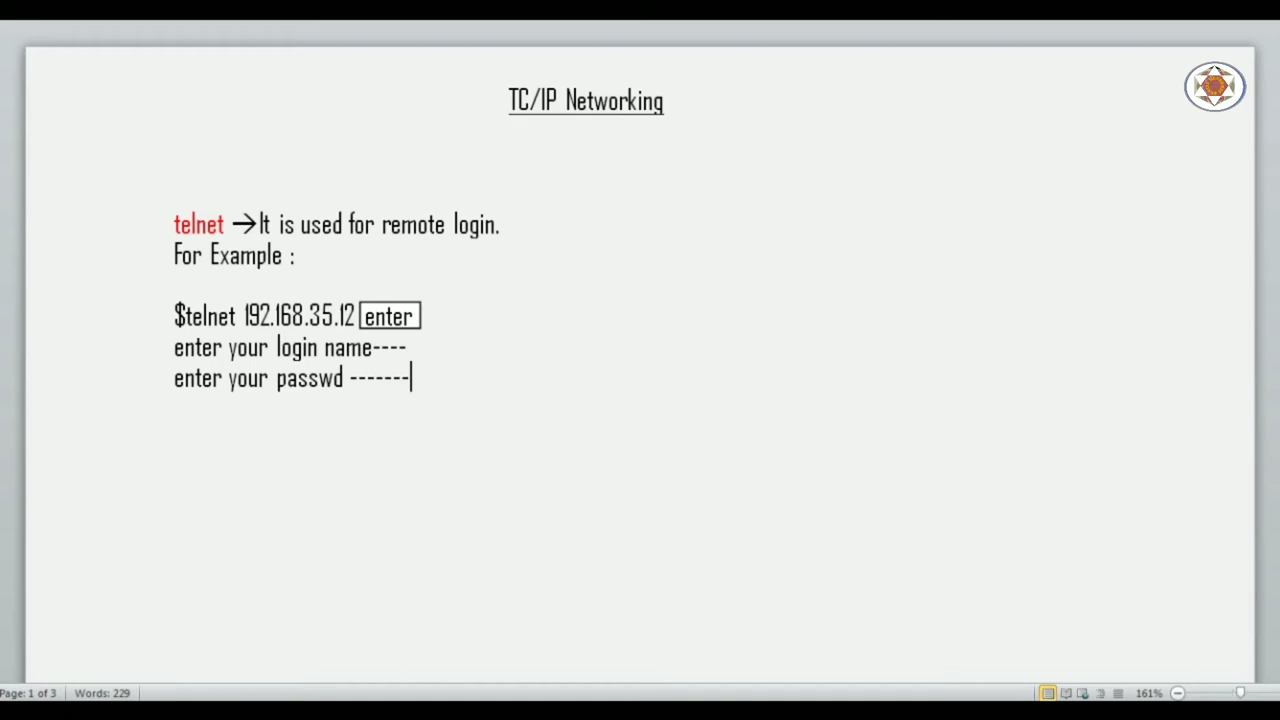 TC/IP Networking
telnet →It is used for remote login.
For Example :
$telnet 192.168.35.12 enter
enter your login name----
enter your passwd -------
Page: 1 of 3 Words: 229 161%